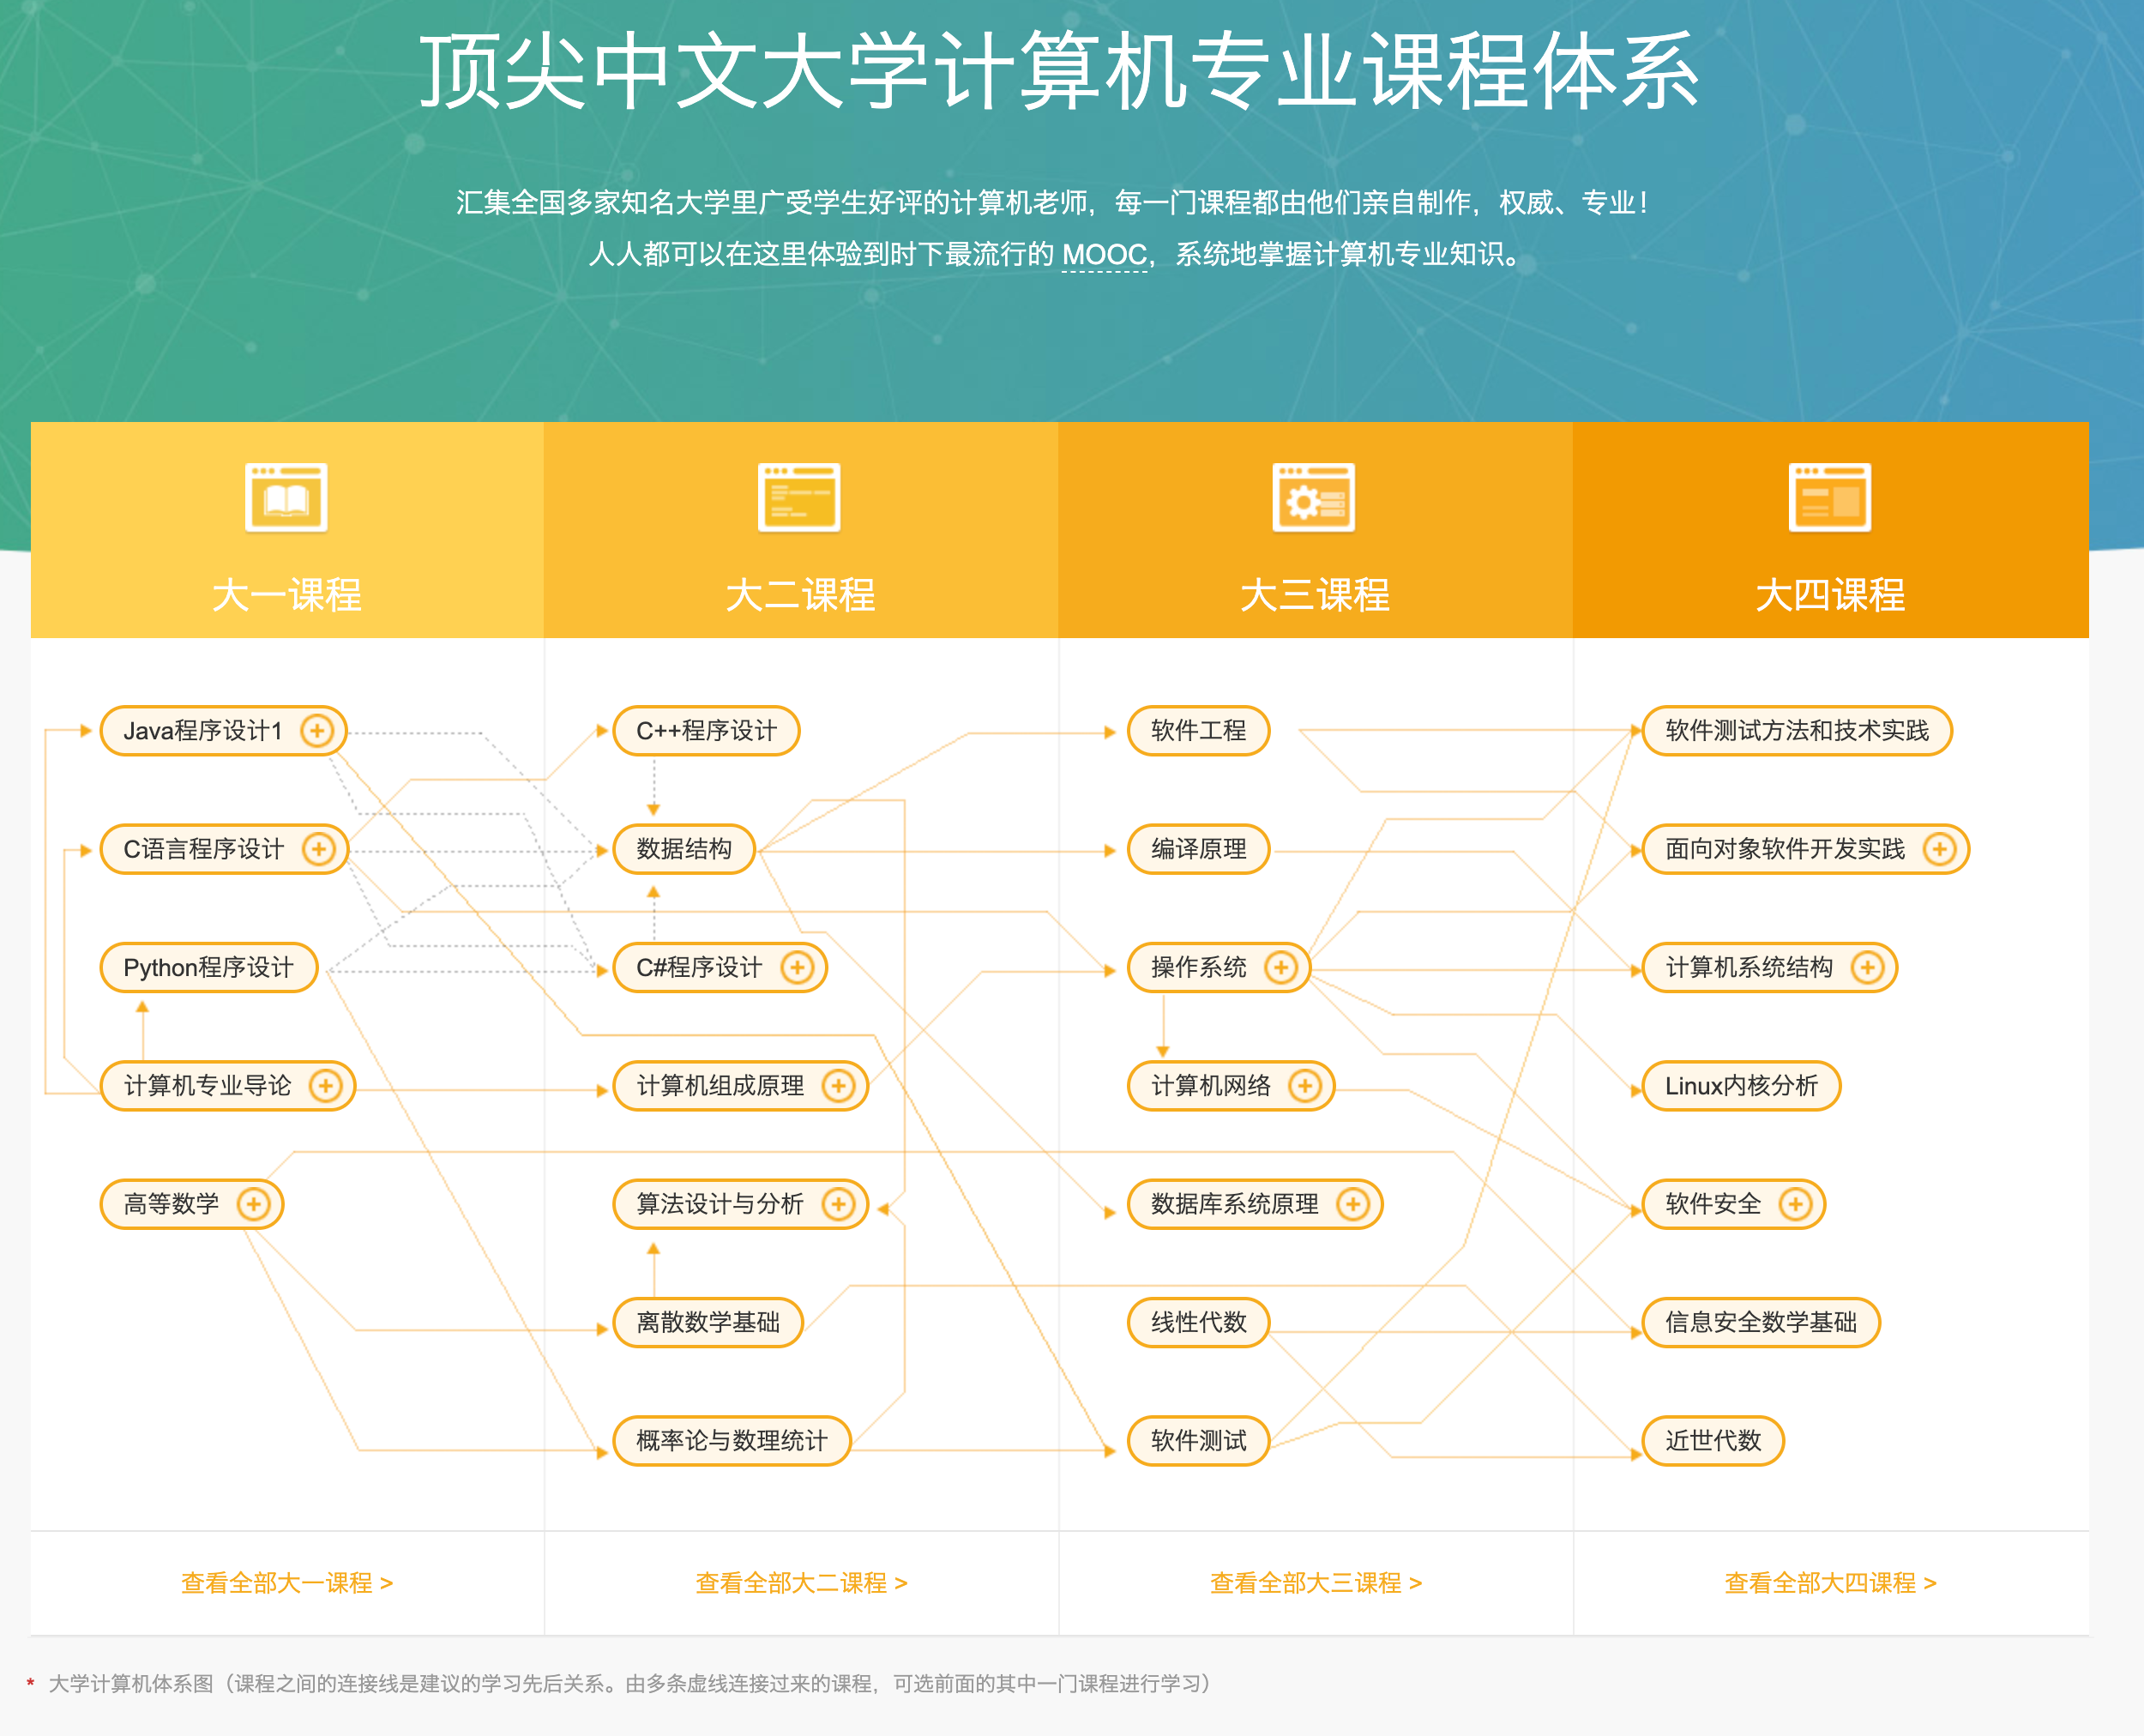 顶尖中文大学计算机专业课程体系
汇集全国多家知名大学里广受学生好评的计算机老师，每一门课程都由他们亲自制作，权威、专业！
人人都可以在这里体验到时下最流行的 MOOC，系统地掌握计算机专业知识。
大一课程
大二课程
大三课程
大四课程
Java程序设计1
C++程序设计
软件工程
软件测试方法和技术实践
C语言程序设计
数据结构
编译原理
面向对象软件开发实践
Python程序设计
C#程序设计
操作系统
计算机系统结构
计算机专业导论
计算机组成原理
计算机网络
Linux内核分析
高等数学
算法设计与分析
数据库系统原理
软件安全
离散数学基础
线性代数
信息安全数学基础
概率论与数理统计
软件测试
近世代数
查看全部大一课程 >
查看全部大二课程 >
查看全部大三课程 >
查看全部大四课程 >
* 大学计算机体系图（课程之间的连接线是建议的学习先后关系。由多条虚线连接过来的课程，可选前面的其中一门课程进行学习）